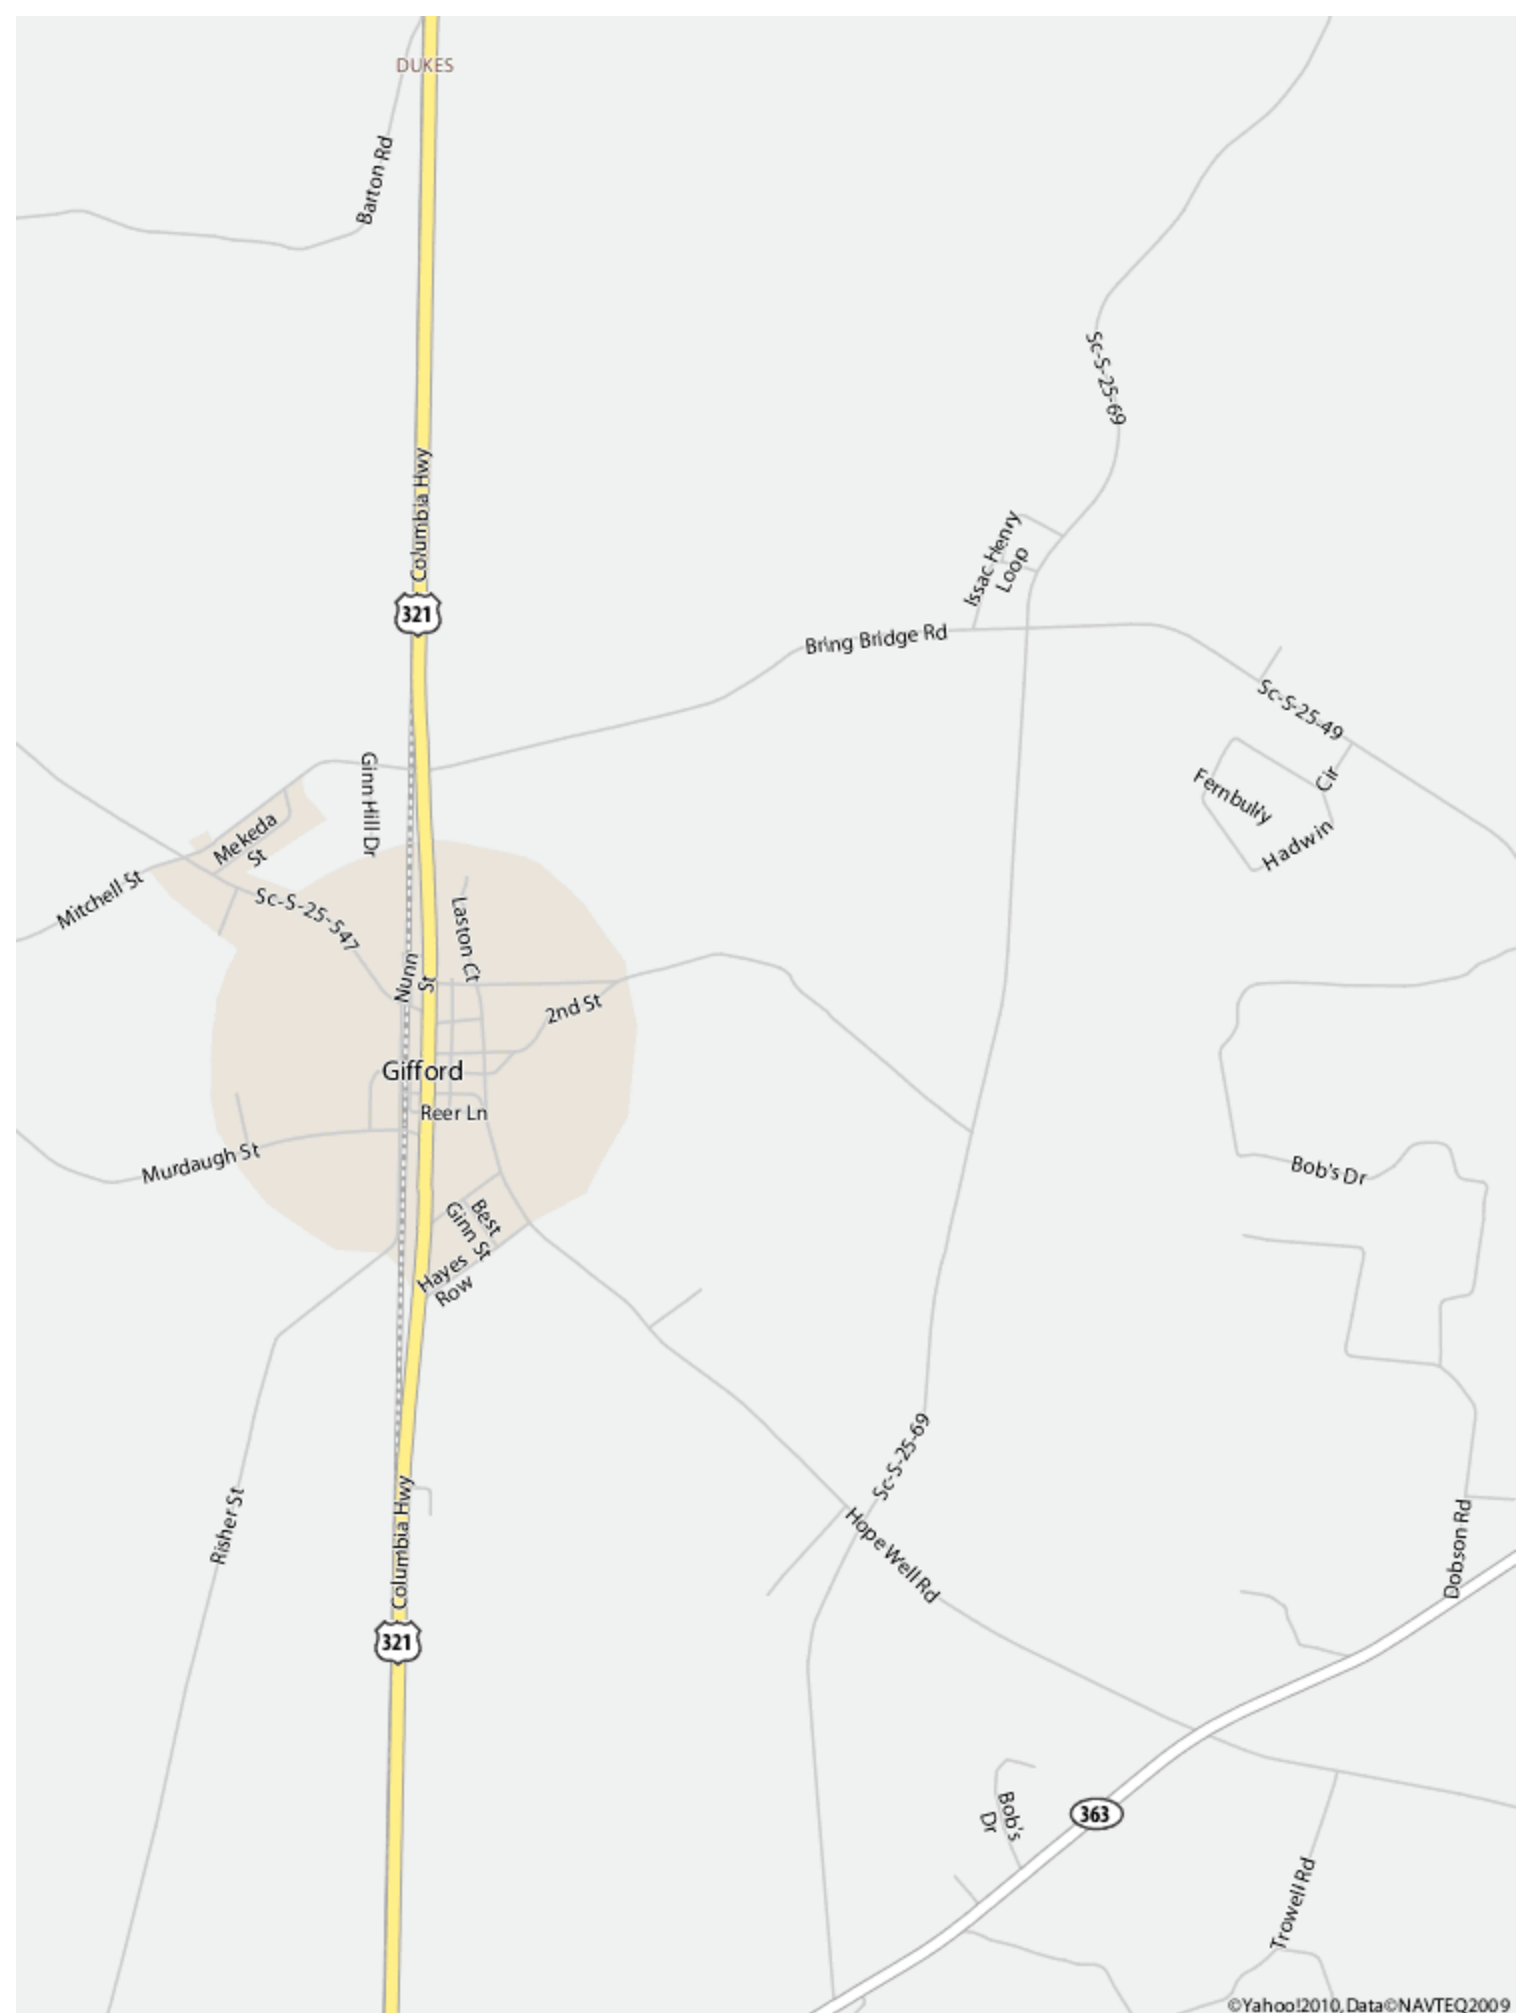 DUKES
Barton Rd
Sc-S-25-69
Columbia Hwy
Issac Henry
Loop
321
Bring Bridge Rd
Sc-S-25-49
Ginn Hill Dr
Fernbully
Cir
Hadwin
Mekeda
St
Mitchell St
Sc-S-25-547
Laston Ct
Nunn
St
2nd St
Gifford
Reer Ln
Murdaugh St
Bob's Dr
Best
Ginn St
Hayes
Row
Sc-S-25-69
Risher St
Columbia Hwy
Hope Well Rd
Dobson Rd
321
Bob's
Dr
363
Trowell Rd
©Yahoo!2010, Data©NAVTEQ2009